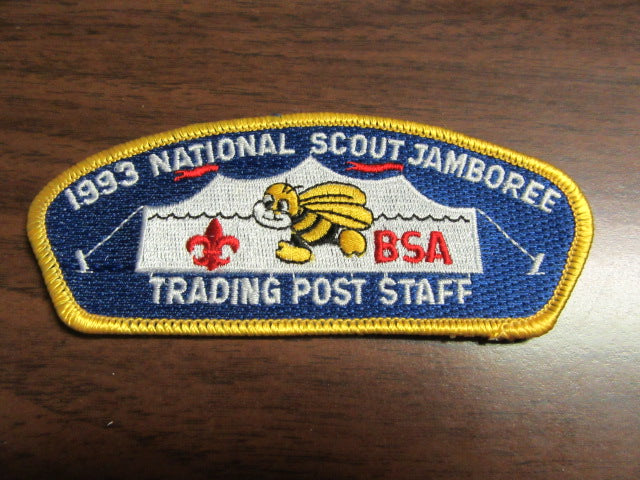 1993 NATIONAL SCOUT JAMBOREE
BSA
TRADING POST STAFF